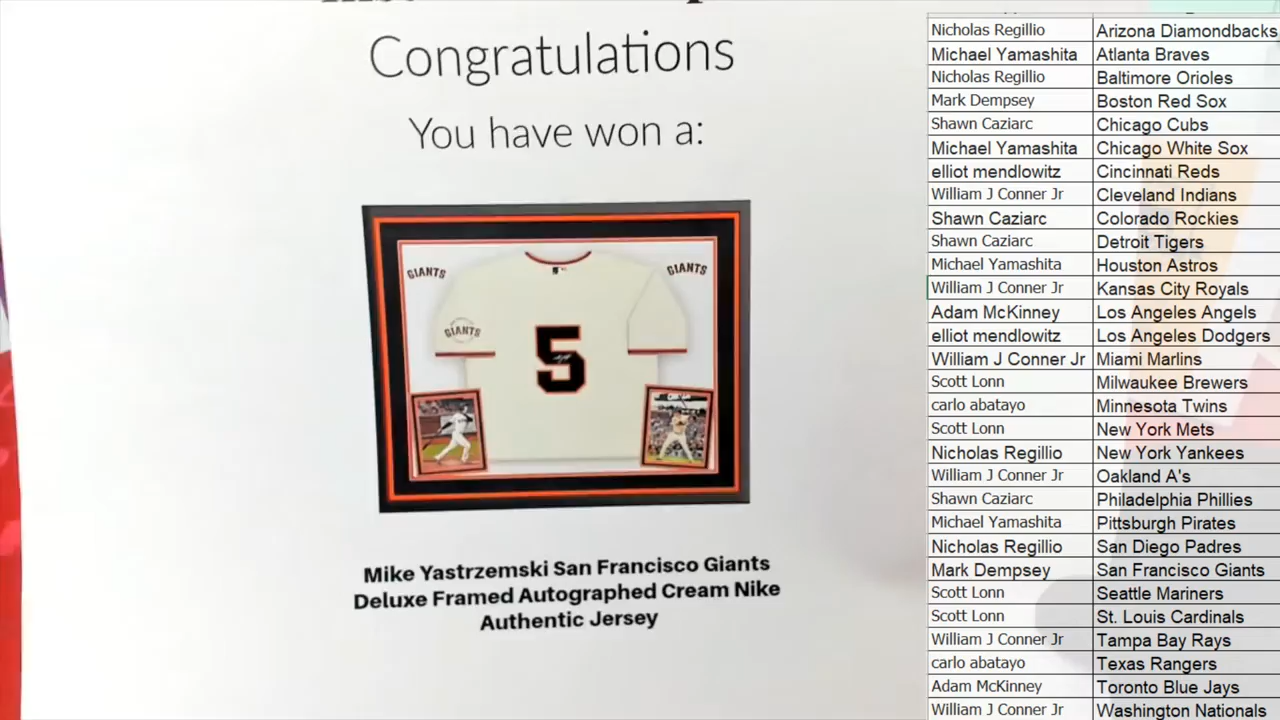 Congratulations
You have won a:
GIANTS
GIANTS
GIANTS
5
Mike Yastrzemski San Francisco Giants
Deluxe Framed Autographed Cream Nike
Authentic Jersey
Nicholas Regillio Arizona Diamondbacks
Michael Yamashita Atlanta Braves
Nicholas Regillio Baltimore Orioles
Mark Dempsey Boston Red Sox
Shawn Caziarc Chicago Cubs
Michael Yamashita Chicago White Sox
elliot mendlowitz Cincinnati Reds
William J Conner Jr Cleveland Indians
Shawn Caziarc Colorado Rockies
Shawn Caziarc Detroit Tigers
Michael Yamashita Houston Astros
William J Conner Jr Kansas City Royals
Adam McKinney Los Angeles Angels
elliot mendlowitz Los Angeles Dodgers
William J Conner Jr Miami Marlins
Scott Lonn Milwaukee Brewers
carlo abatayo Minnesota Twins
Scott Lonn New York Mets
Nicholas Regillio New York Yankees
William J Conner Jr Oakland A's
Shawn Caziarc Philadelphia Phillies
Michael Yamashita Pittsburgh Pirates
Nicholas Regillio San Diego Padres
Mark Dempsey San Francisco Giants
Scott Lonn Seattle Mariners
Scott Lonn St. Louis Cardinals
William J Conner Jr Tampa Bay Rays
carlo abatayo Texas Rangers
Adam McKinney Toronto Blue Jays
William J Conner Jr Washington Nationals